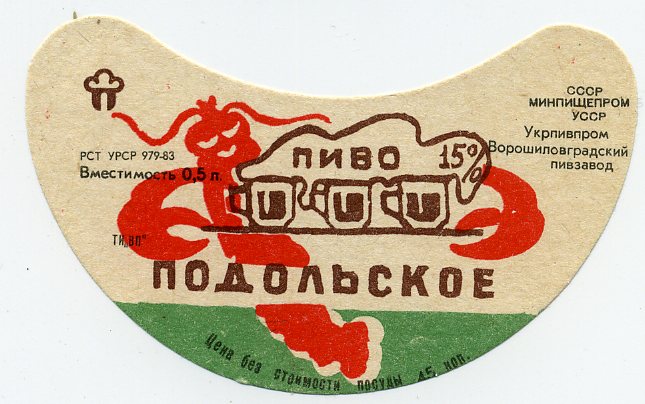 СССР
МИНПИЩЕПРОМ
УССР
Укрпивпром
Ворошиловградский
пивзавод
РСТ УРСР 979-83
Вместимость 0,5 л.
ПИВО 15%
ТИ „ВП"
ПОДОЛЬСКОЕ
Цена без стоимости посуды 45 коп.